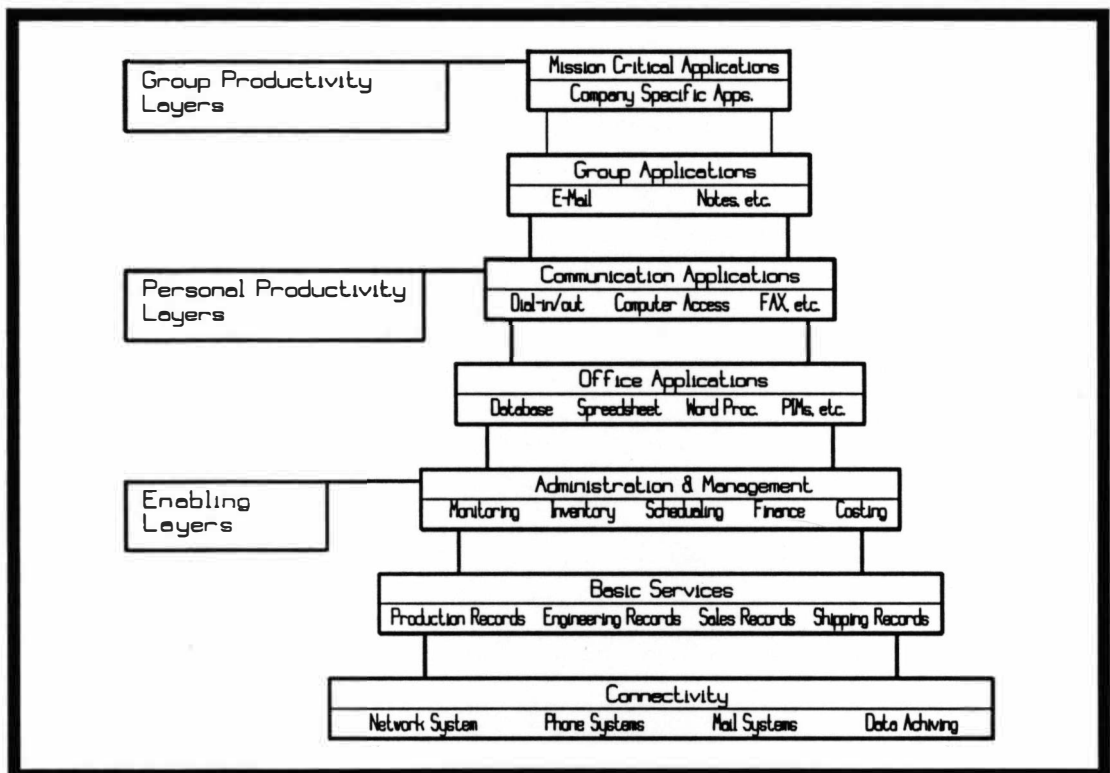 Group Productivity
Layers
Mission Critical Applications
Company Specific Apps.
Group Applications
E-Mail Notes, etc.
Personal Productivity
Layers
Communication Applications
Dial-in/out Computer Access FAX, etc.
Office Applications
Database Spreedsheet Word Proc. PIMs, etc.
Enabling
Layers
Administration & Management
Monitoring Inventory Schedualing Finance Costing
Basic Services
Production Records Engineering Records Sales Records Shipping Records
Connectivity
Network System Phone Systems Mail Systems Data Achiving